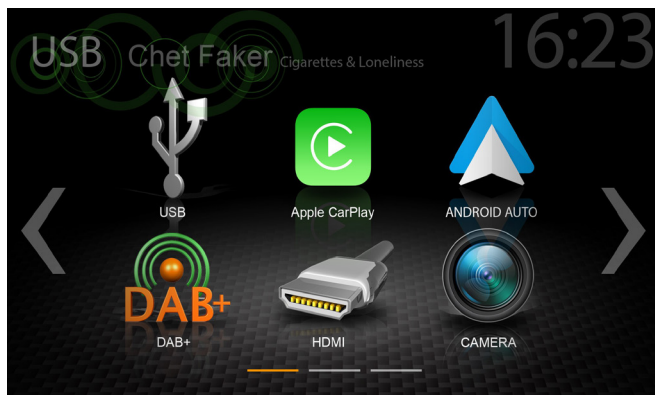 USB Chet Faker Cigarettes & Loneliness 16:23
USB Apple CarPlay ANDROID AUTO
DAB+
DAB+ HDMI CAMERA